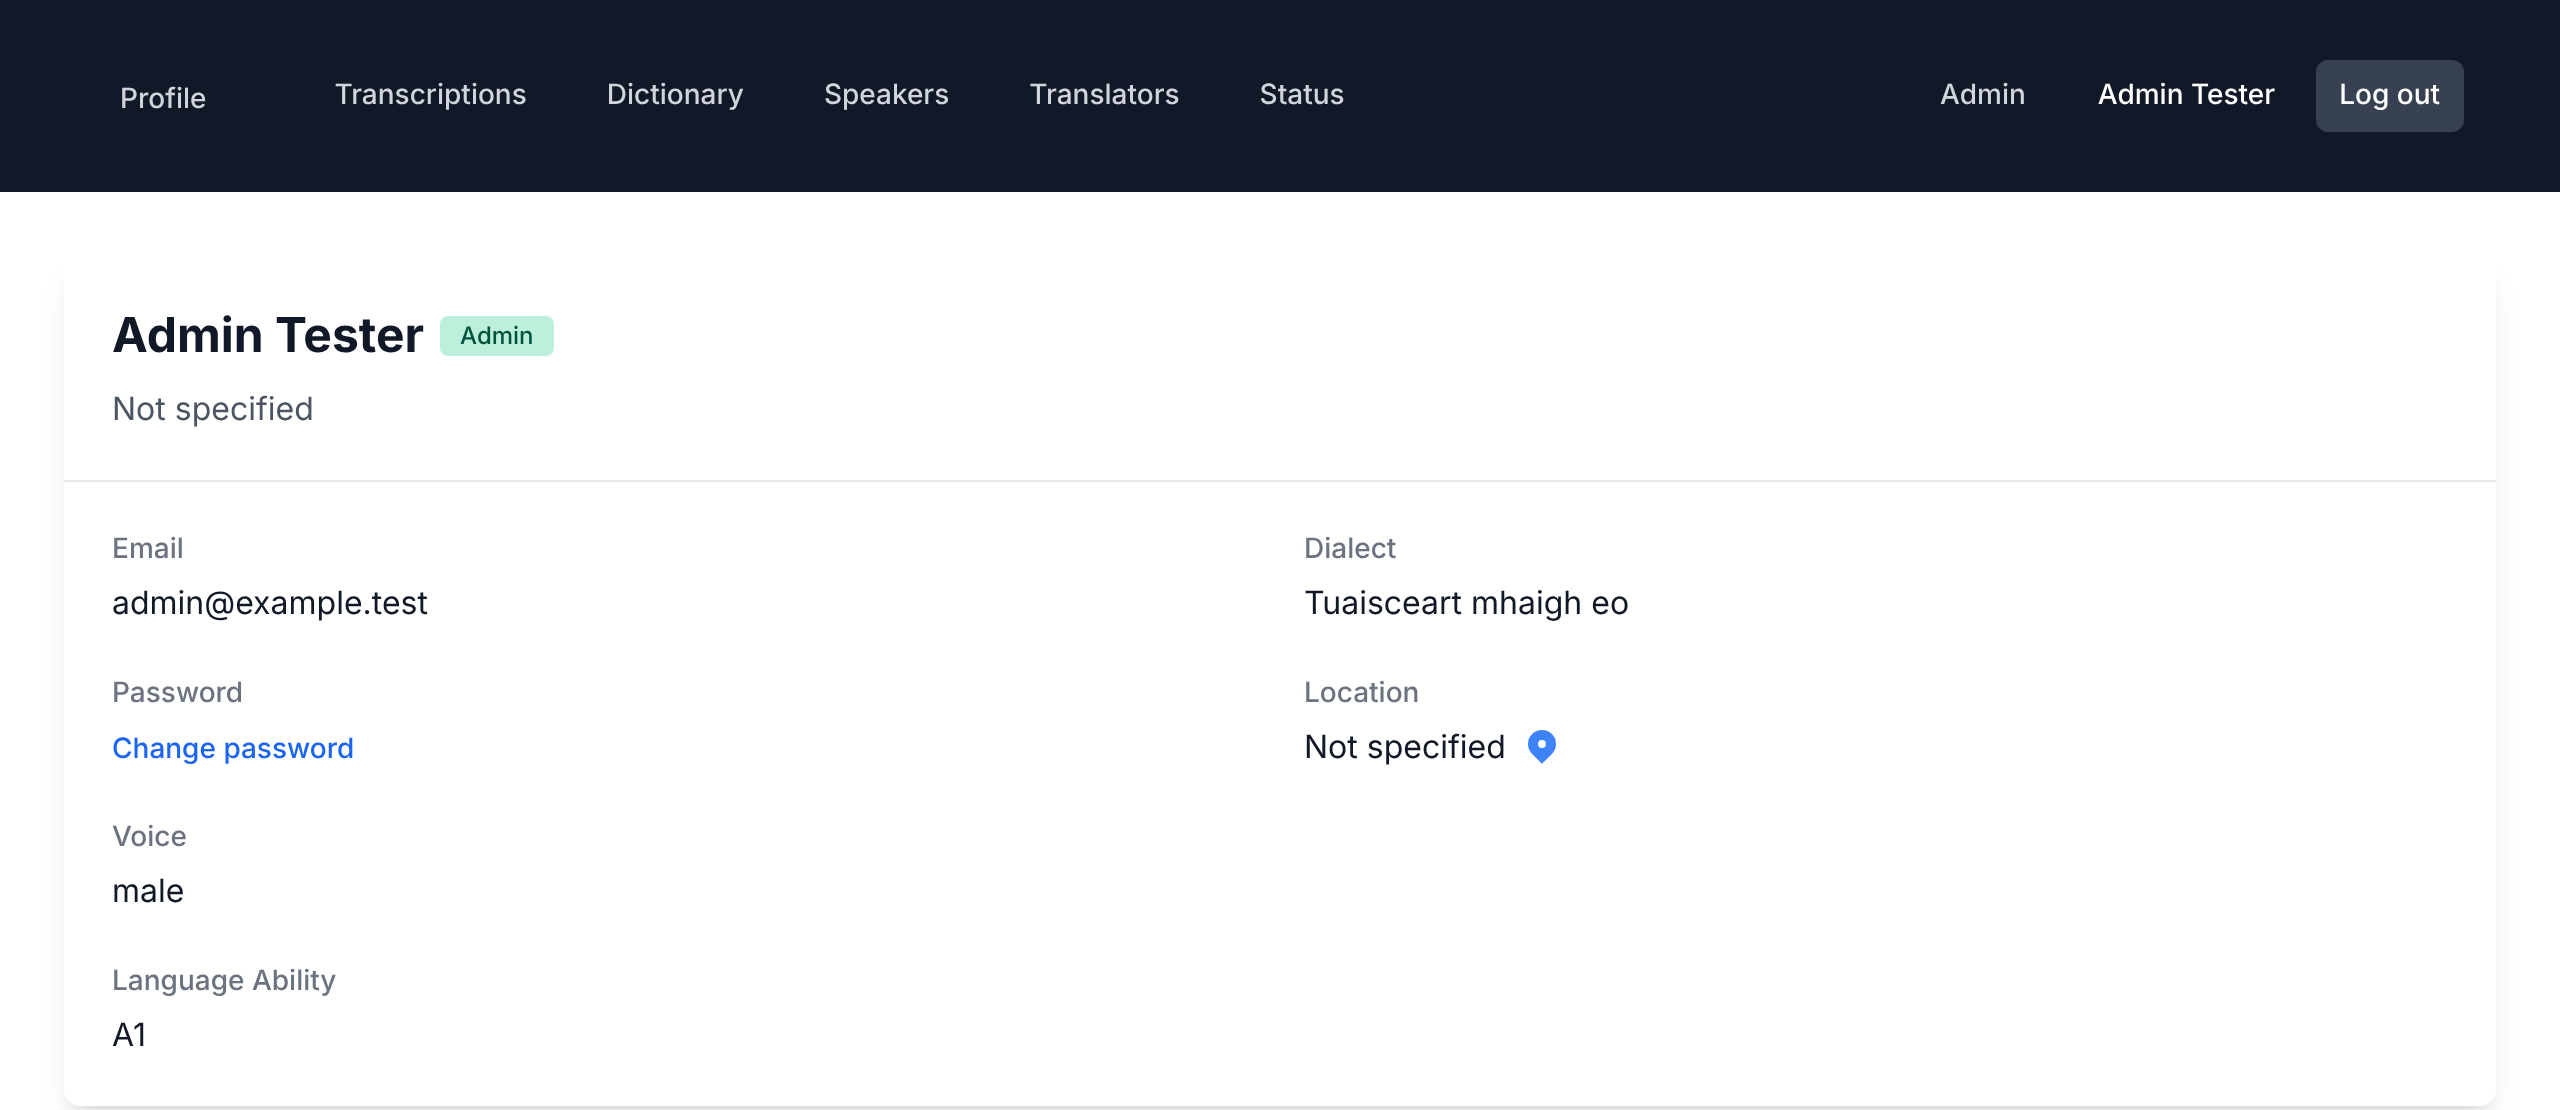 Profile
Transcriptions
Dictionary
Speakers
Translators
Status
Admin
Admin Tester
Log out
Admin Tester
Admin
Not specified
Email
admin@example.test
Password
Change password
Voice
male
Language Ability
A1
Dialect
Tuaisceart mhaigh eo
Location
Not specified